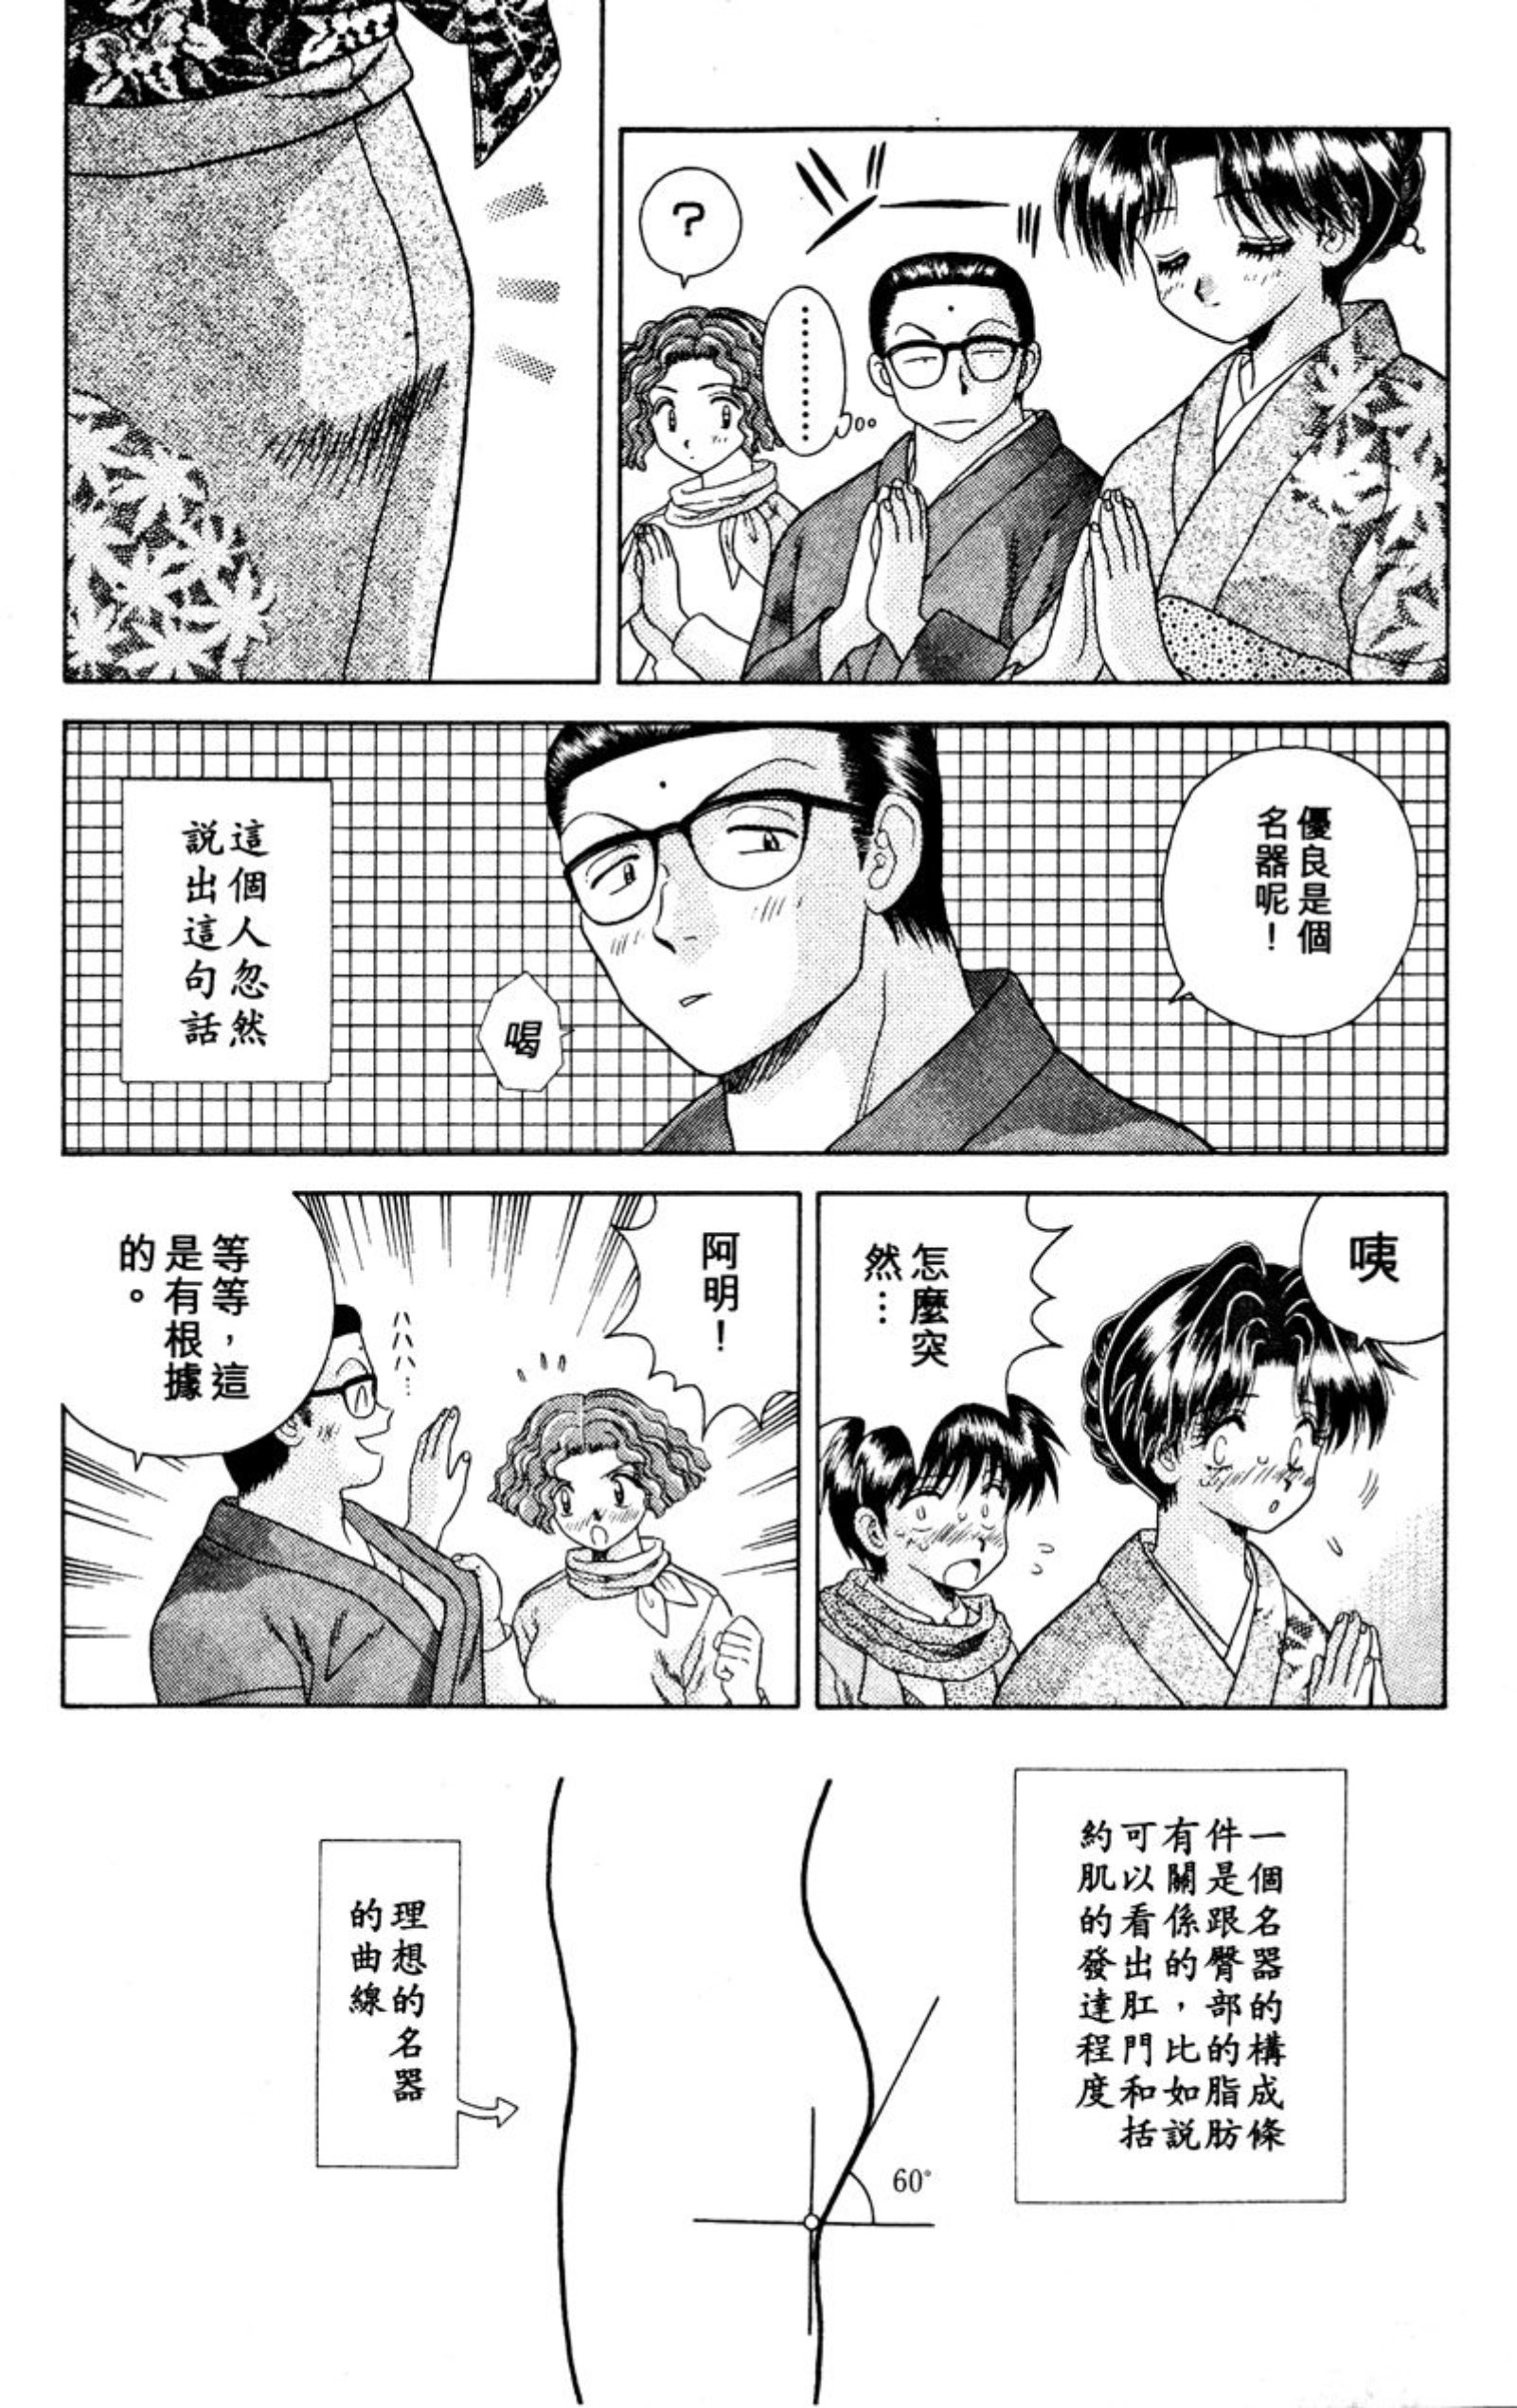 ?
………
優良是個
名器呢！
喝
這個人忽然
說出這句話
咦
怎麼突
然…
阿明！
ハハハ…
等等，這
是有根據
的。
一個名器的構成條
件是跟臀部的脂肪
有關係的，比如說
可以看出肛門和括
約肌的發達程度
60°
理想的名器
的曲線